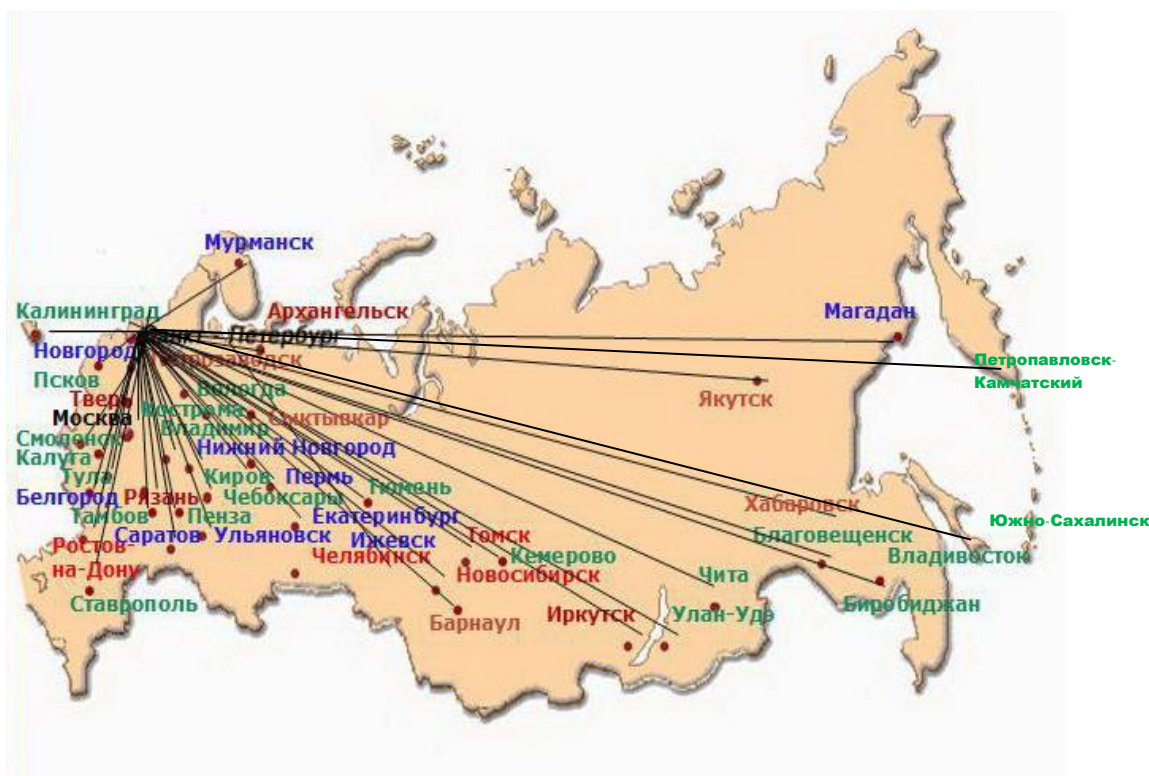 Мурманск
Калининград
Архангельск
Магадан
Санкт - Петербург
Новгород
Петрозаводск
Петропавловск-
Камчатский
Псков
Вологда
Якутск
Тверь
Кострома
Москва
Сыктывкар
Владимир
Смоленск
Нижний Новгород
Калуга
Тула
Киров
Пермь
Тюмень
Белгород
Рязань
Чебоксары
Хабаровск
Тамбов
Пенза
Екатеринбург
Южно-Сахалинск
Саратов
Ульяновск
Ижевск
Томск
Благовещенск
Ростов-
на-Дону
Челябинск
Кемерово
Владивосток
Новосибирск
Чита
Ставрополь
Барнаул
Иркутск
Улан-Удэ
Биробиджан